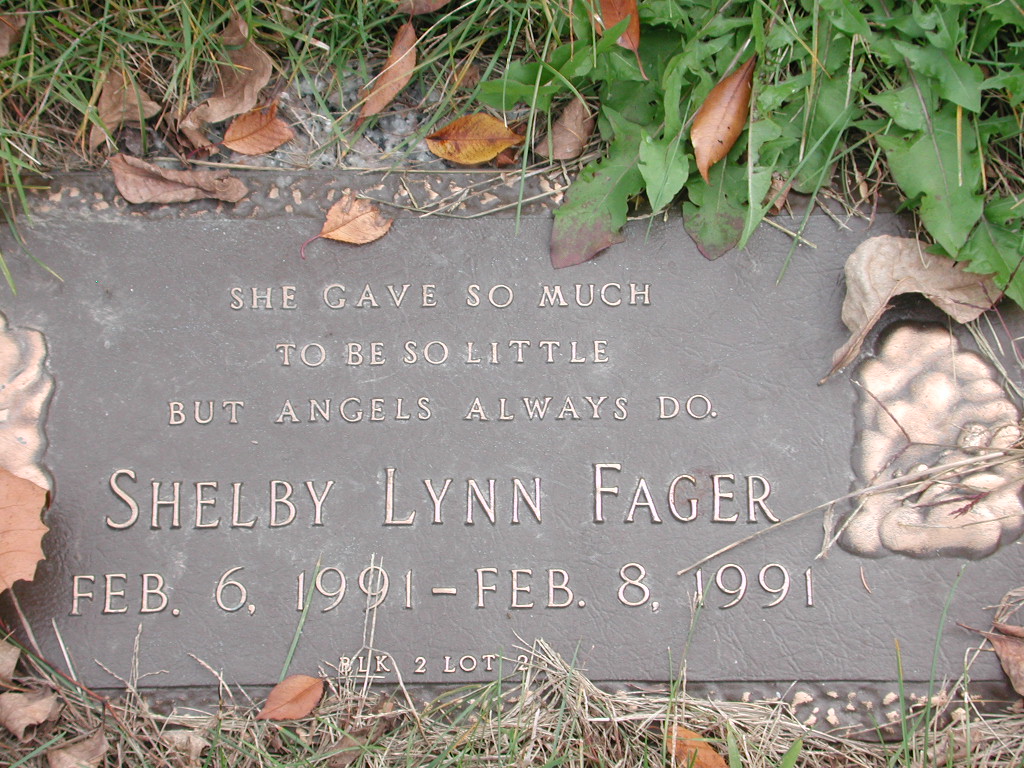 SHE GAVE SO MUCH
TO BE SO LITTLE
BUT ANGELS ALWAYS DO.
SHELBY LYNN FAGER
FEB. 6, 1991 - FEB. 8, 1991
BLK 2 LOT 2